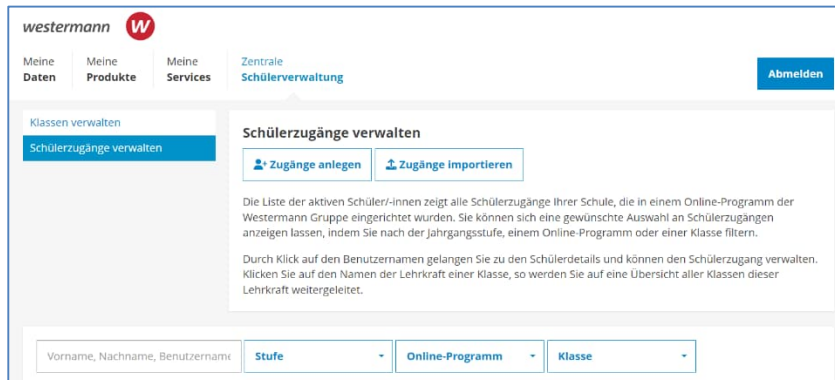 westermann W
Meine Daten
Meine Produkte
Meine Services
Zentrale Schülerverwaltung
Abmelden
Klassen verwalten
Schülerzugänge verwalten
Schülerzugänge verwalten
Zugänge anlegen
Zugänge importieren
Die Liste der aktiven Schüler/-innen zeigt alle Schülerzugänge Ihrer Schule, die in einem Online-Programm der
Westermann Gruppe eingerichtet wurden. Sie können sich eine gewünschte Auswahl an Schülerzugängen
anzeigen lassen, indem Sie nach der Jahrgangsstufe, einem Online-Programm oder einer Klasse filtern.
Durch Klick auf den Benutzernamen gelangen Sie zu den Schülerdetails und können den Schülerzugang verwalten.
Klicken Sie auf den Namen der Lehrkraft einer Klasse, so werden Sie auf eine Übersicht aller Klassen dieser
Lehrkraft weitergeleitet.
Vorname, Nachname, Benutzername
Stufe
Online-Programm
Klasse